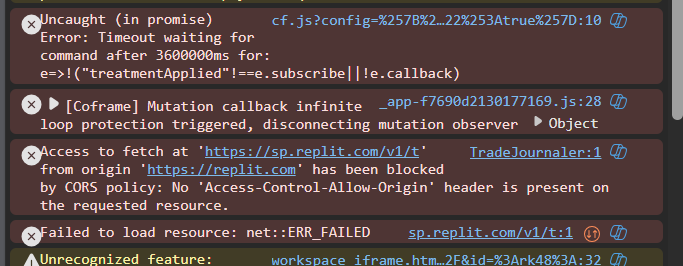 Uncaught (in promise) cf.js?config=%257B%2…22%253Atrue%257D:10
Error: Timeout waiting for
command after 3600000ms for:
e=>!("treatmentApplied"!==e.subscribe||!e.callback)
[Coframe] Mutation callback infinite _app-f7690d2130177169.js:28
loop protection triggered, disconnecting mutation observer Object
Access to fetch at 'https://sp.replit.com/v1/t' TradeJournaler:1
from origin 'https://replit.com' has been blocked
by CORS policy: No 'Access-Control-Allow-Origin' header is present on
the requested resource.
Failed to load resource: net::ERR_FAILED sp.replit.com/v1/t:1
Unrecognized feature: workspace_iframe.htm…2F&id=%3Ark48%3A:32